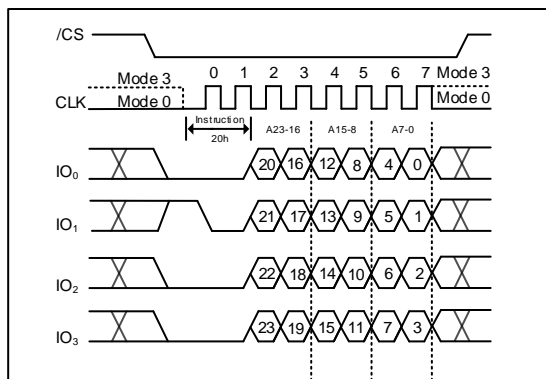 /CS
Mode 3 0 1 2 3 4 5 6 7 Mode 3
CLK Mode 0 Mode 0
Instruction A23-16 A15-8 A7-0
20h
IO₀ 20 16 12 8 4 0
IO₁ 21 17 13 9 5 1
IO₂ 22 18 14 10 6 2
IO₃ 23 19 15 11 7 3